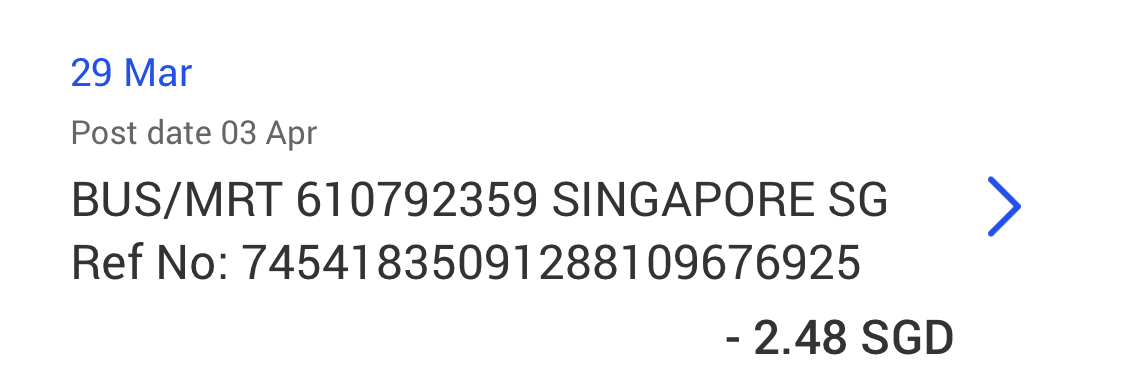 29 Mar
Post date 03 Apr
BUS/MRT 610792359 SINGAPORE SG
Ref No: 74541835091288109676925
- 2.48 SGD